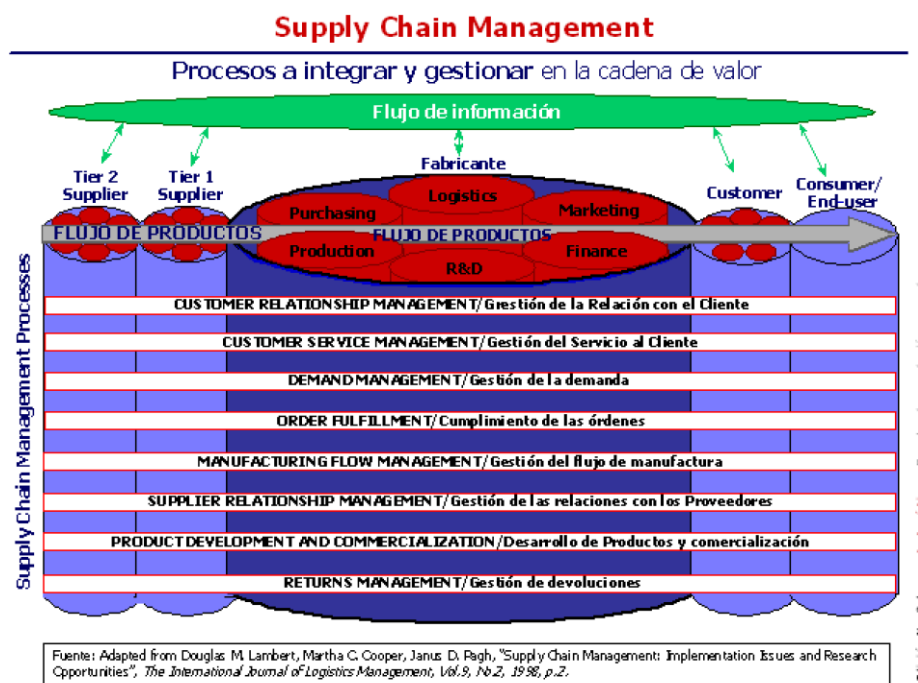 Supply Chain Management
Procesos a integrar y gestionar en la cadena de valor
Flujo de información
Tier 2
Supplier
Tier 1
Supplier
Fabricante
Customer
Consumer/
End-user
Logistics
Purchasing
Marketing
FLUJO DE PRODUCTOS
FLUJO DE PRODUCTOS
Production
Finance
R&D
Supply Chain Management Processes
CUSTOMER RELATIONSHIP MANAGEMENT/Grestión de la Relación con el Cliente
CUSTOMER SERVICE MANAGEMENT/Gestión del Servicio al Cliente
DEMAND MANAGEMENT/Gestión de la demanda
ORDER FULFILLMENT/Cumplimiento de las órdenes
MANUFACTURING FLOW MANAGEMENT/Gestión del flujo de manufactura
SUPPLIER RELATIONSHIP MANAGEMENT/Gestión de las relaciones con los Proveedores
PRODUCT DEVELOPMENT AND COMMERCIALIZATION/Desarrollo de Productos y comercialización
RETURNS MANAGEMENT/Gestión de devoluciones
Fuente: Adapted from Douglas M. Lambert, Martha C. Cooper, Janus D. Pagh, "Supply Chain Management: Implementation Issues and Research
Opportunities", The International Journal of Logistics Management, Vol.9, No.2, 1998, p.2.